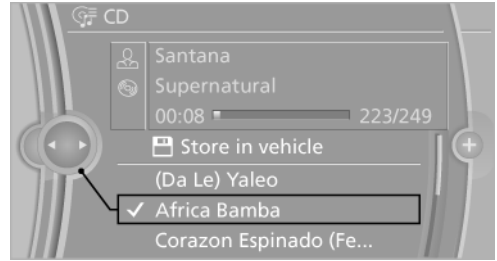 CD
Santana
Supernatural
00:08 223/249
Store in vehicle
(Da Le) Yaleo
Africa Bamba
Corazon Espinado (Fe...